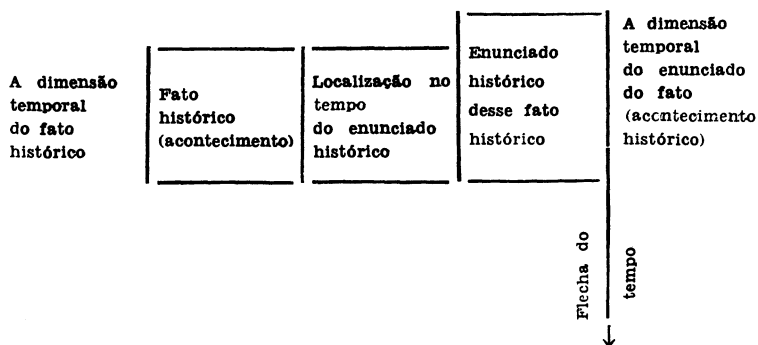 A dimensão
temporal
do fato
histórico
Fato
histórico
(acontecimento)
Localização no
tempo
do enunciado
histórico
Enunciado
histórico
desse fato
histórico
A dimensão
temporal
do enunciado
do fato
(acontecimento
histórico)
Flecha do
tempo